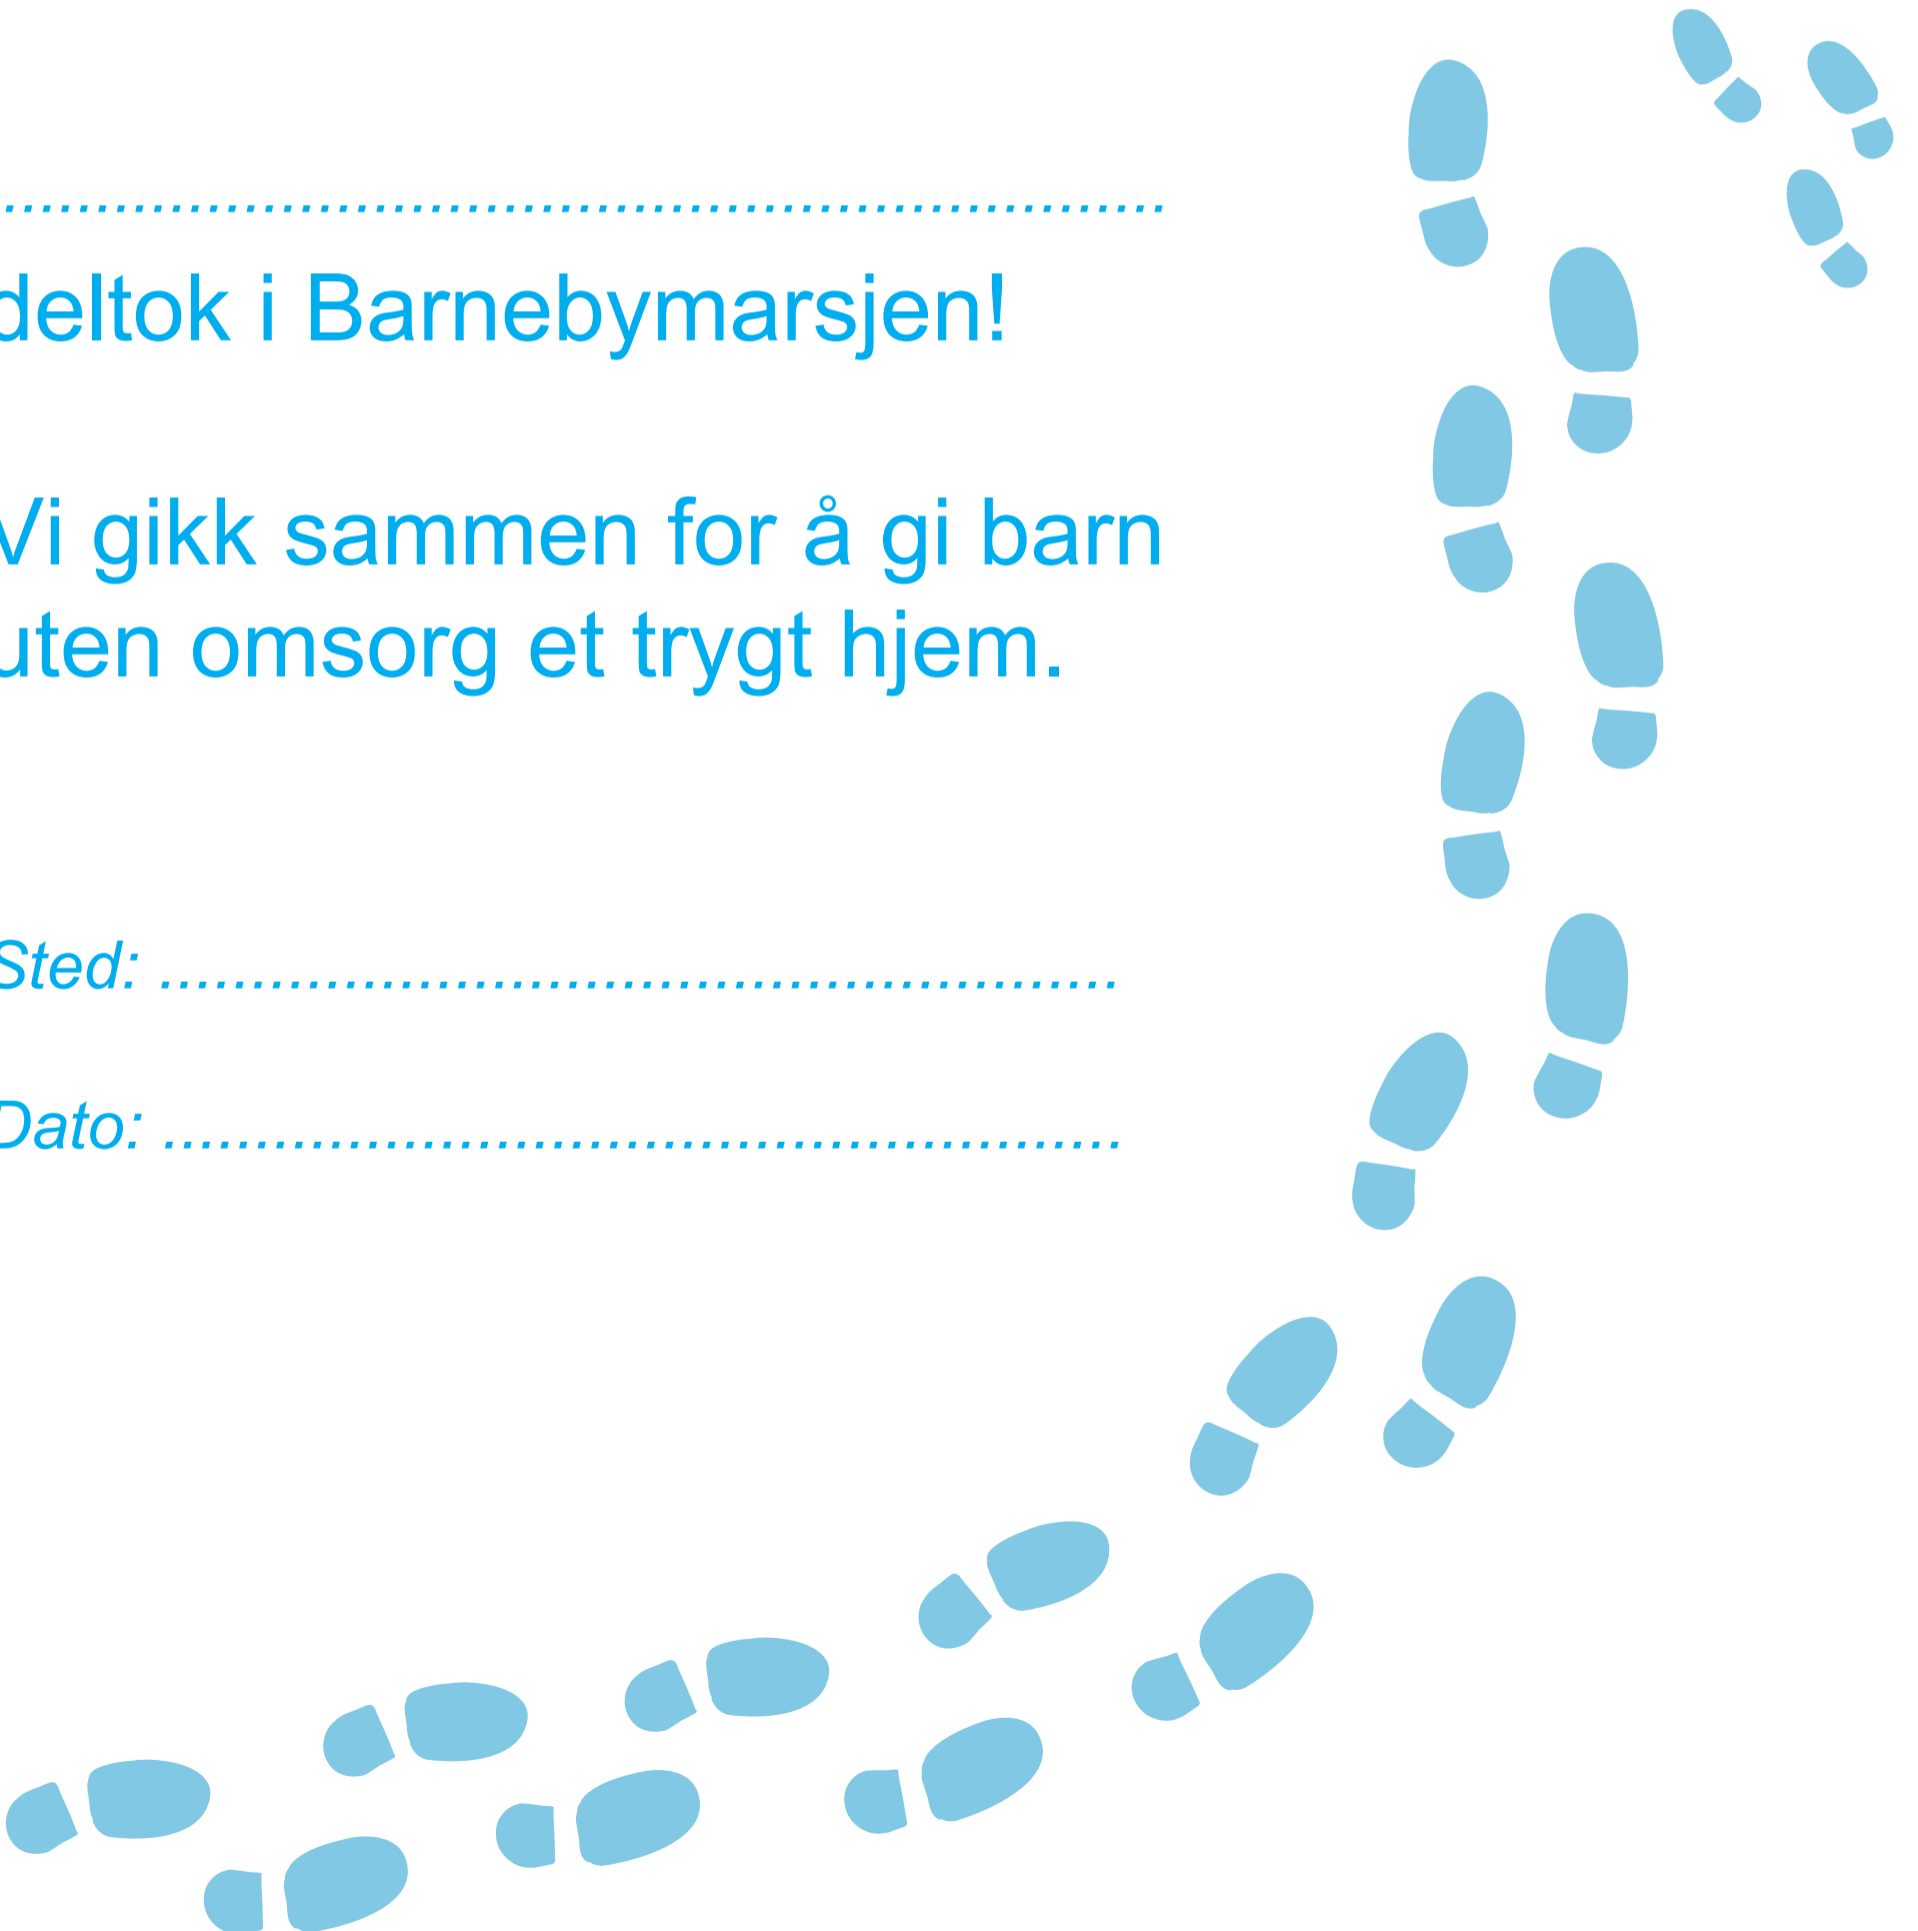 ........................................................................
deltok i Barnebymarsjen!
Vi gikk sammen for å gi barn
uten omsorg et trygt hjem.
Sted: ....................................................
Dato: ....................................................